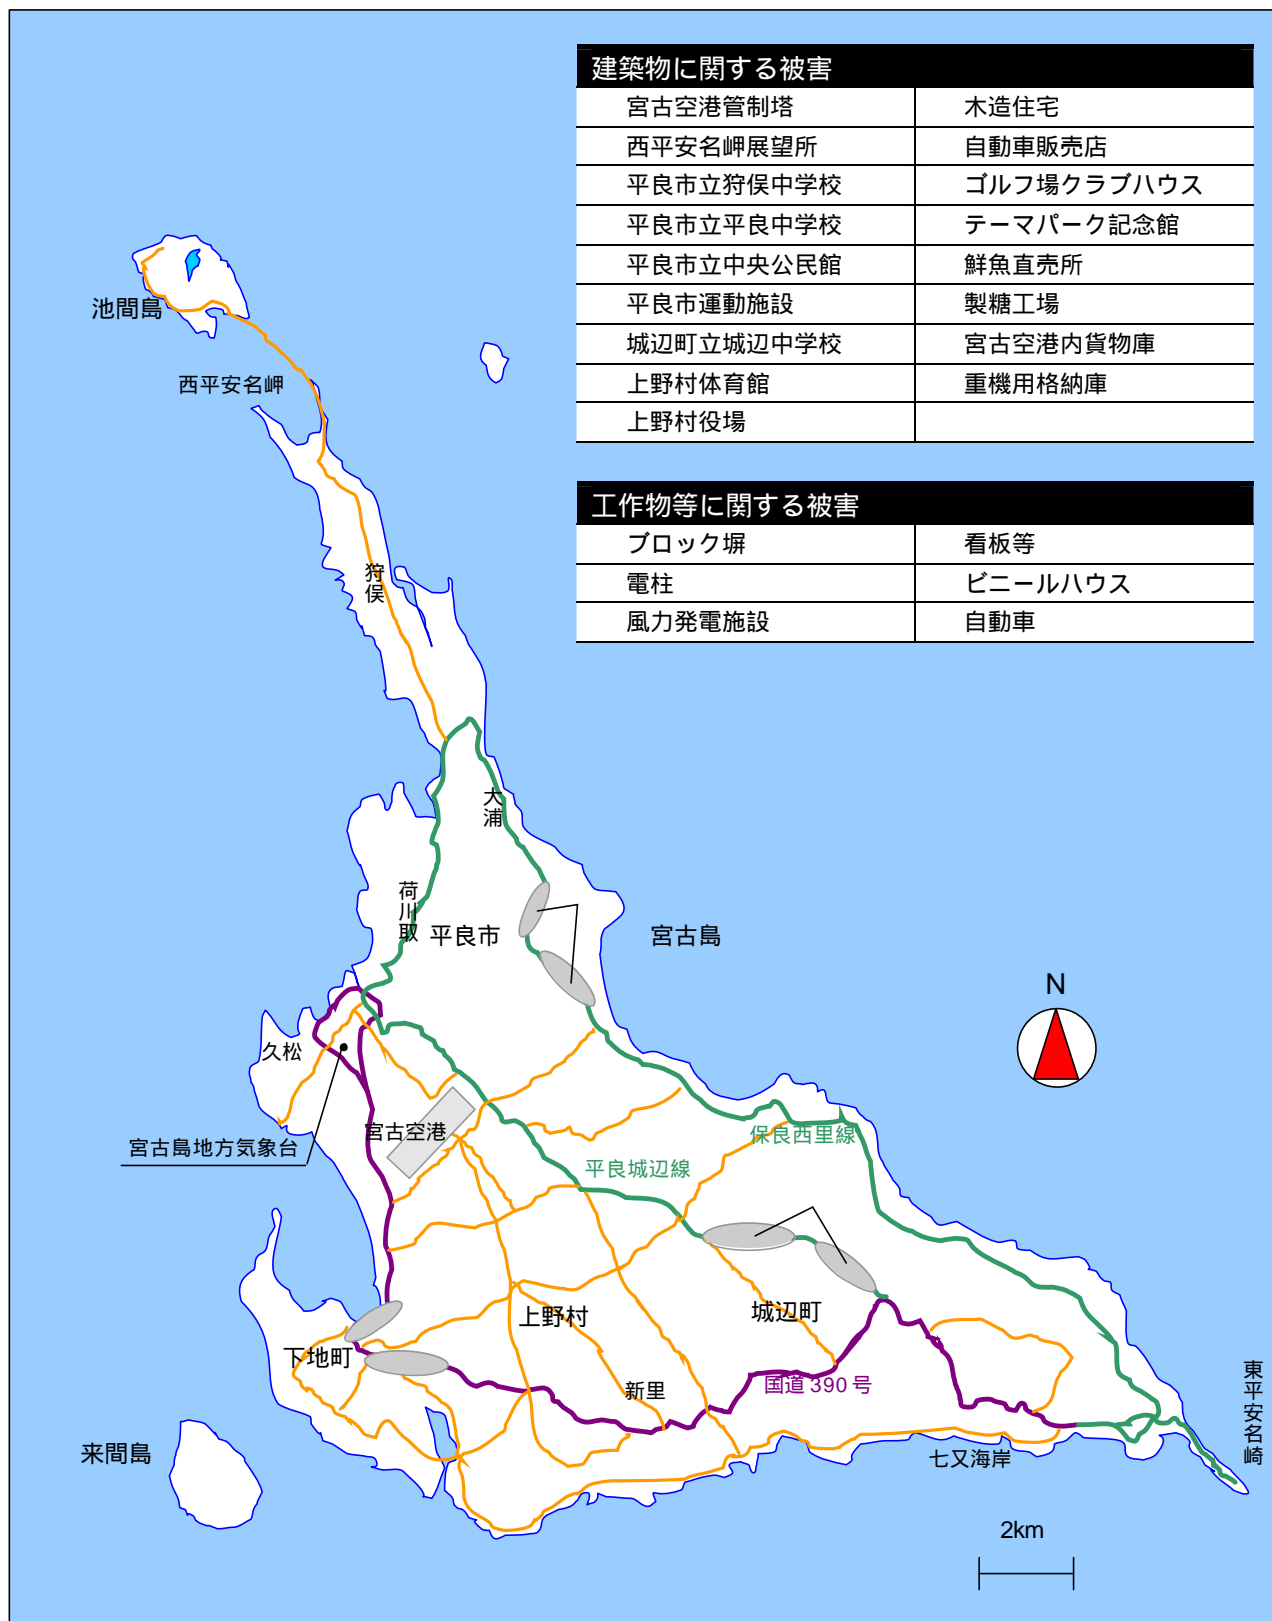 建築物に関する被害
宮古空港管制塔 木造住宅
西平安名岬展望所 自動車販売店
平良市立狩俣中学校 ゴルフ場クラブハウス
平良市立平良中学校 テーマパーク記念館
平良市立中央公民館 鮮魚直売所
平良市運動施設 製糖工場
城辺町立城辺中学校 宮古空港内貨物庫
上野村体育館 重機用格納庫
上野村役場
工作物等に関する被害
ブロック塀 看板等
電柱 ビニールハウス
風力発電施設 自動車
池間島
西平安名岬
狩俣
大浦
荷川取
平良市
宮古島
N
久松
宮古空港
保良西里線
宮古島地方気象台
平良城辺線
上野村
城辺町
下地町
新里
国道390号
東平安名崎
来間島
七又海岸
2km